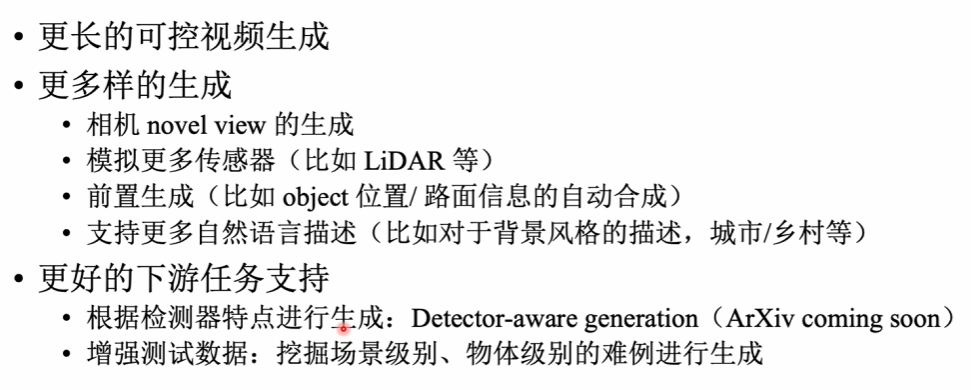 • 更长的可控视频生成
• 更多样的生成
• 相机 novel view 的生成
• 模拟更多传感器（比如 LiDAR 等）
• 前置生成（比如 object 位置/ 路面信息的自动合成）
• 支持更多自然语言描述（比如对于背景风格的描述，城市/乡村等）
• 更好的下游任务支持
• 根据检测器特点进行生成：Detector-aware generation（ArXiv coming soon）
• 增强测试数据：挖掘场景级别、物体级别的难例进行生成